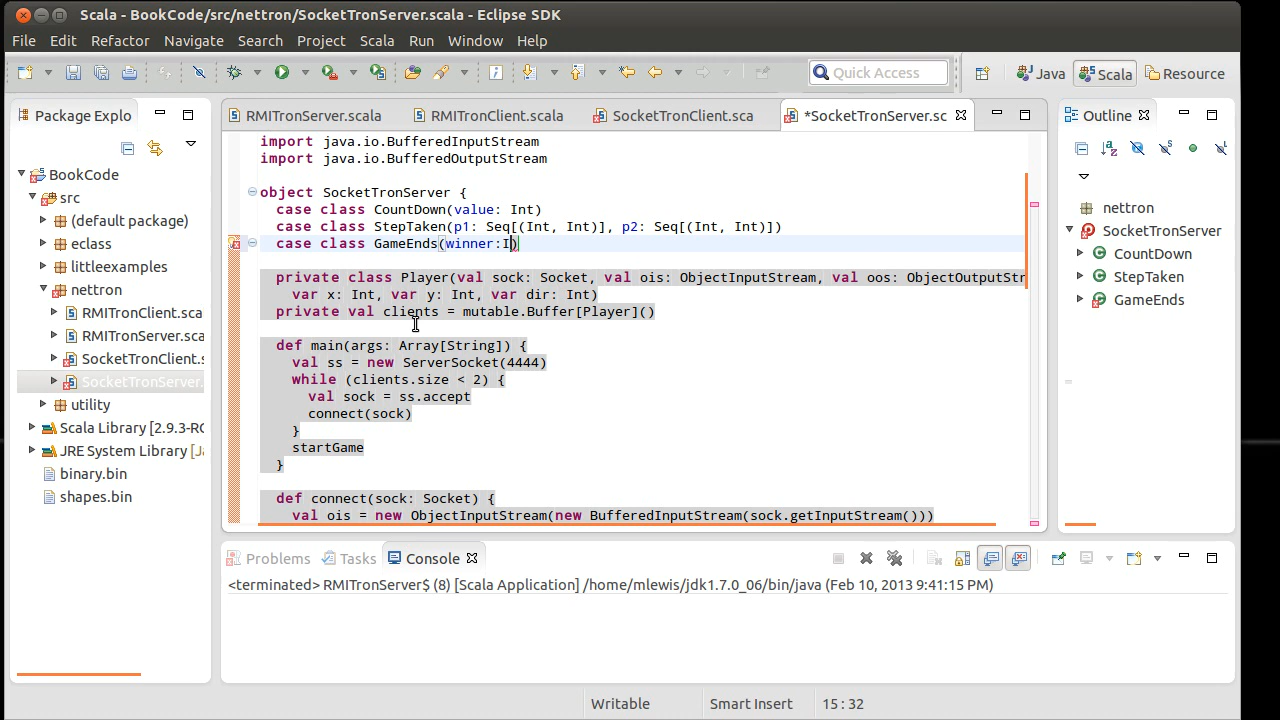 Scala - BookCode/src/nettron/SocketTronServer.scala - Eclipse SDK
File Edit Refactor Navigate Search Project Scala Run Window Help
Quick Access
Java
Scala
Resource
Package Explo
BookCode
src
(default package)
eclass
littleexamples
nettron
RMITronClient.sca
RMITronServer.sca
SocketTronClient.s
SocketTronServer.
utility
Scala Library [2.9.3-RC
JRE System Library [Ja
binary.bin
shapes.bin
RMITronServer.scala
RMITronClient.scala
SocketTronClient.sca
*SocketTronServer.sc
import java.io.BufferedInputStream
import java.io.BufferedOutputStream
object SocketTronServer {
case class CountDown(value: Int)
case class StepTaken(p1: Seq[(Int, Int)], p2: Seq[(Int, Int)])
case class GameEnds(winner:I)
private class Player(val sock: Socket, val ois: ObjectInputStream, val oos: ObjectOutputStr
var x: Int, var y: Int, var dir: Int)
private val clients = mutable.Buffer[Player]()
def main(args: Array[String]) {
val ss = new ServerSocket(4444)
while (clients.size < 2) {
val sock = ss.accept
connect(sock)
}
startGame
}
def connect(sock: Socket) {
val ois = new ObjectInputStream(new BufferedInputStream(sock.getInputStream()))
Outline
nettron
SocketTronServer
CountDown
StepTaken
GameEnds
Problems
Tasks
Console
<terminated> RMITronServer$ (8) [Scala Application] /home/mlewis/jdk1.7.0_06/bin/java (Feb 10, 2013 9:41:15 PM)
Writable
Smart Insert
15 : 32